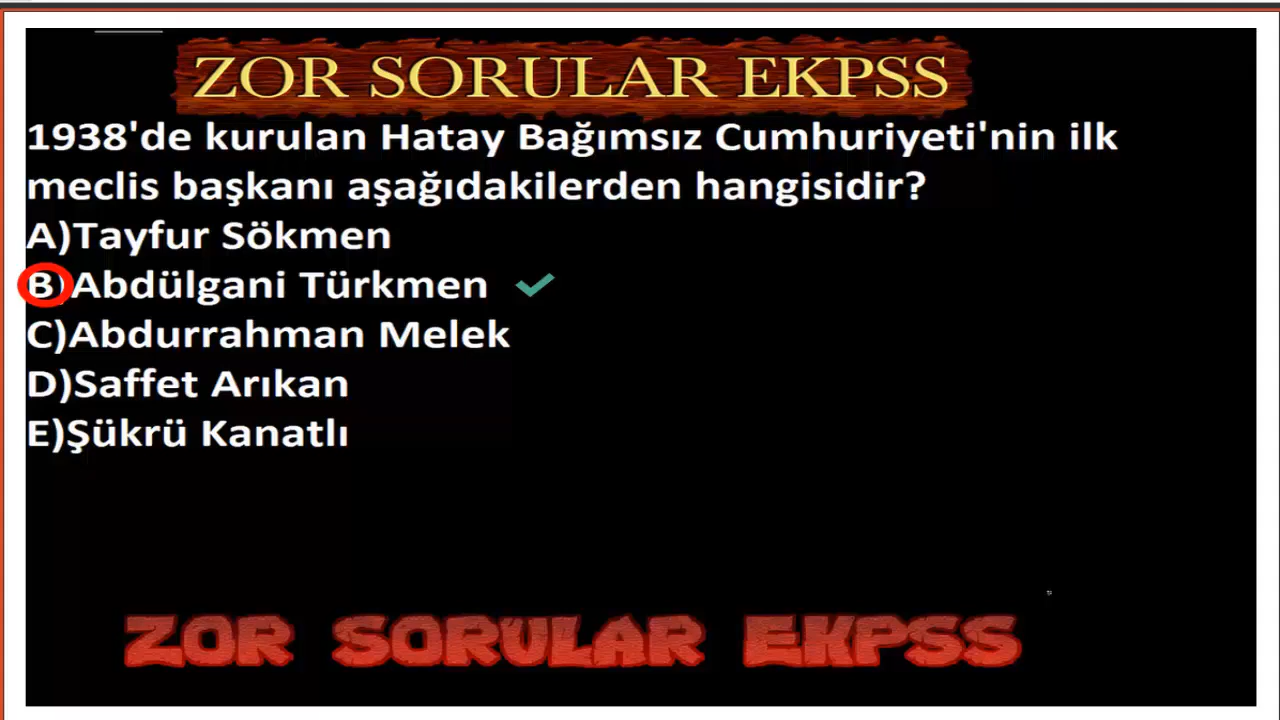 ZOR SORULAR EKPSS
1938'de kurulan Hatay Bağımsız Cumhuriyeti'nin ilk
meclis başkanı aşağıdakilerden hangisidir?
A)Tayfur Sökmen
B)Abdülgani Türkmen
C)Abdurrahman Melek
D)Saffet Arıkan
E)Şükrü Kanatlı
ZOR SORULAR EKPSS